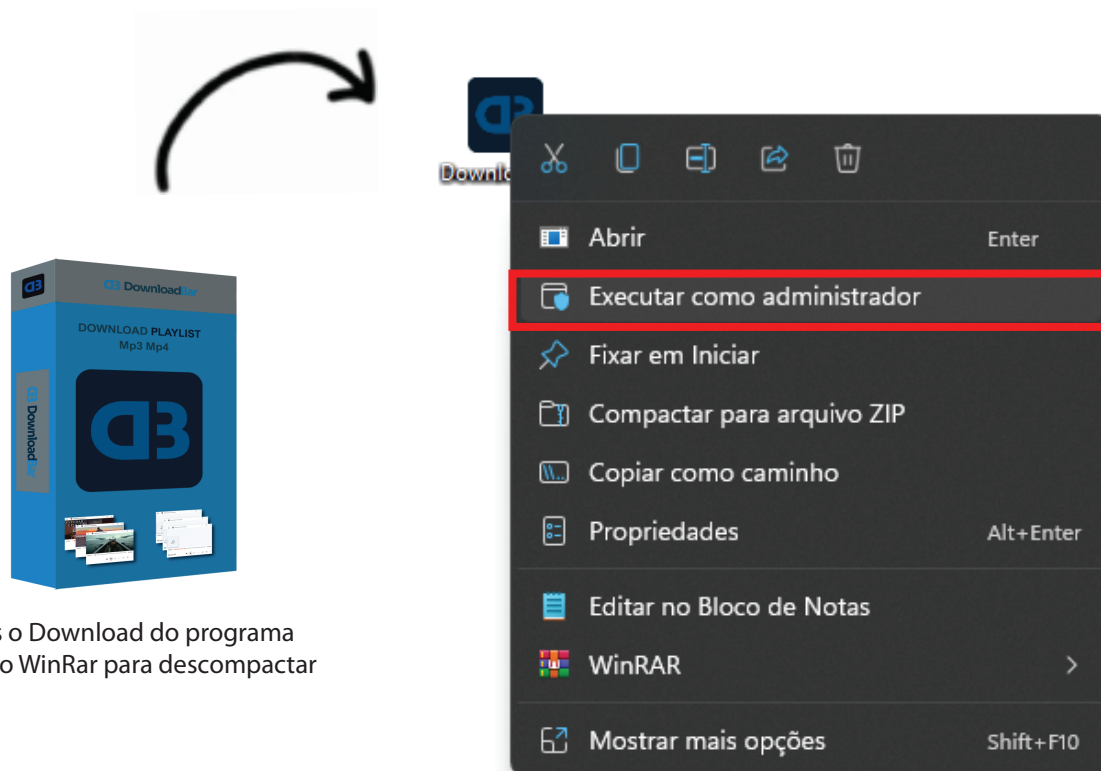 Abrir Enter
Executar como administrador
Fixar em Iniciar
Compactar para arquivo ZIP
Copiar como caminho
Propriedades Alt+Enter
Editar no Bloco de Notas
WinRAR
Mostrar mais opções Shift+F10
DownloadBar
DOWNLOAD PLAYLIST
Mp3 Mp4
DownloadBar
o Download do programa
o WinRar para descompactar